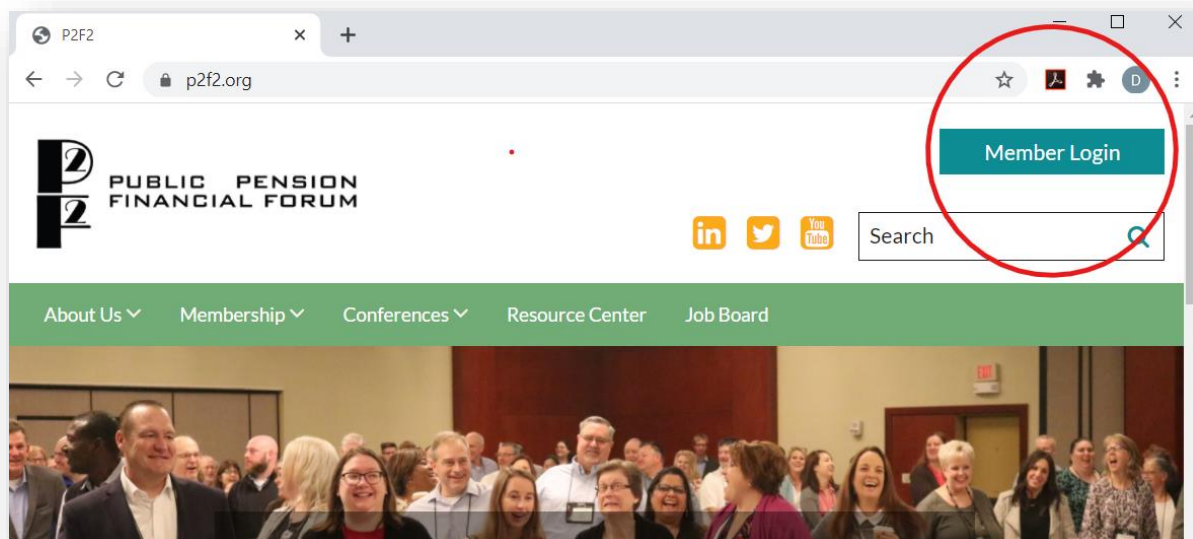 P2F2
p2f2.org
D
P2
F2
PUBLIC PENSION
FINANCIAL FORUM
Member Login
in
You
Tube
Search
About Us
Membership
Conferences
Resource Center
Job Board
EXIT